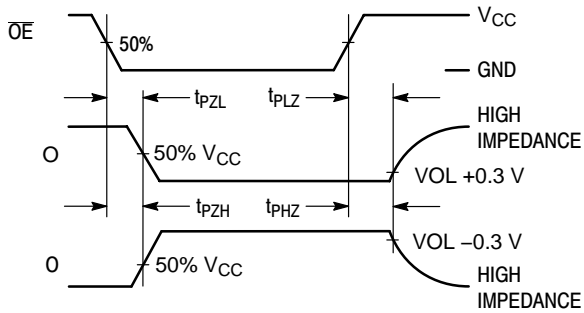 OE
50%
VCC
GND
tPZL
tPLZ
HIGH
IMPEDANCE
O
50% VCC
VOL +0.3 V
tPZH
tPHZ
VOL −0.3 V
O
50% VCC
HIGH
IMPEDANCE